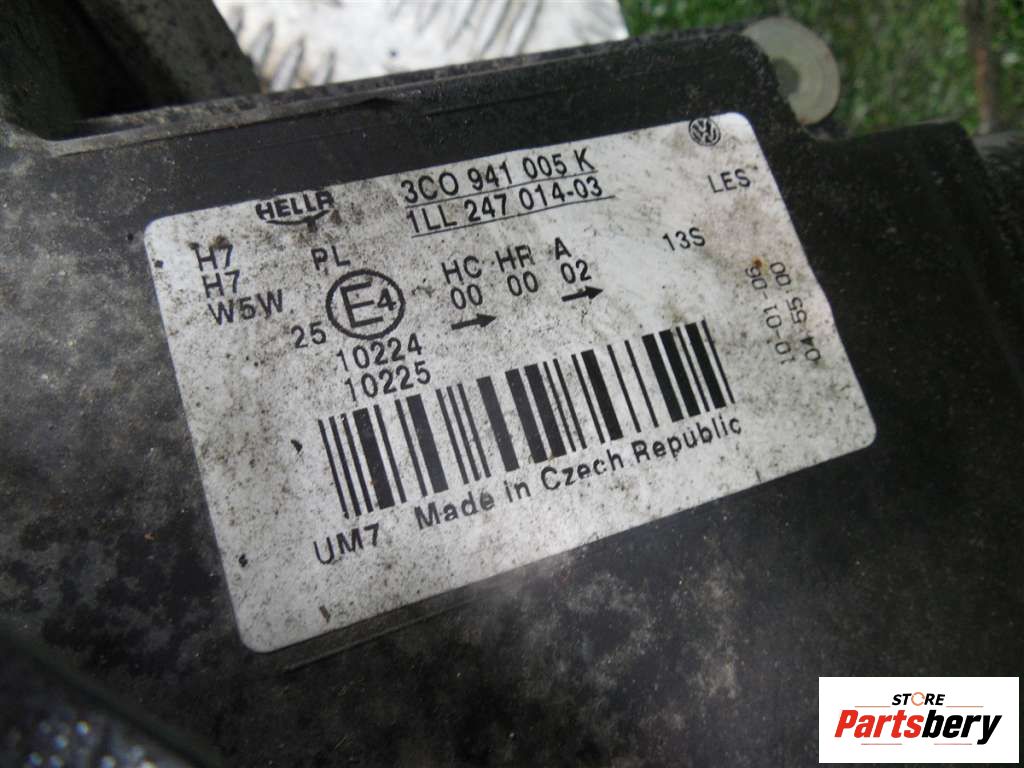 HELLA
3C0 941 005 K
1LL 247 014-03
LES
H7
H7
W5W
PL
HC HR A
00 00 02
13S
25 E4
10224
10225
10-01-06
04 55 00
UM7 Made in Czech Republic
STORE
Partsbery